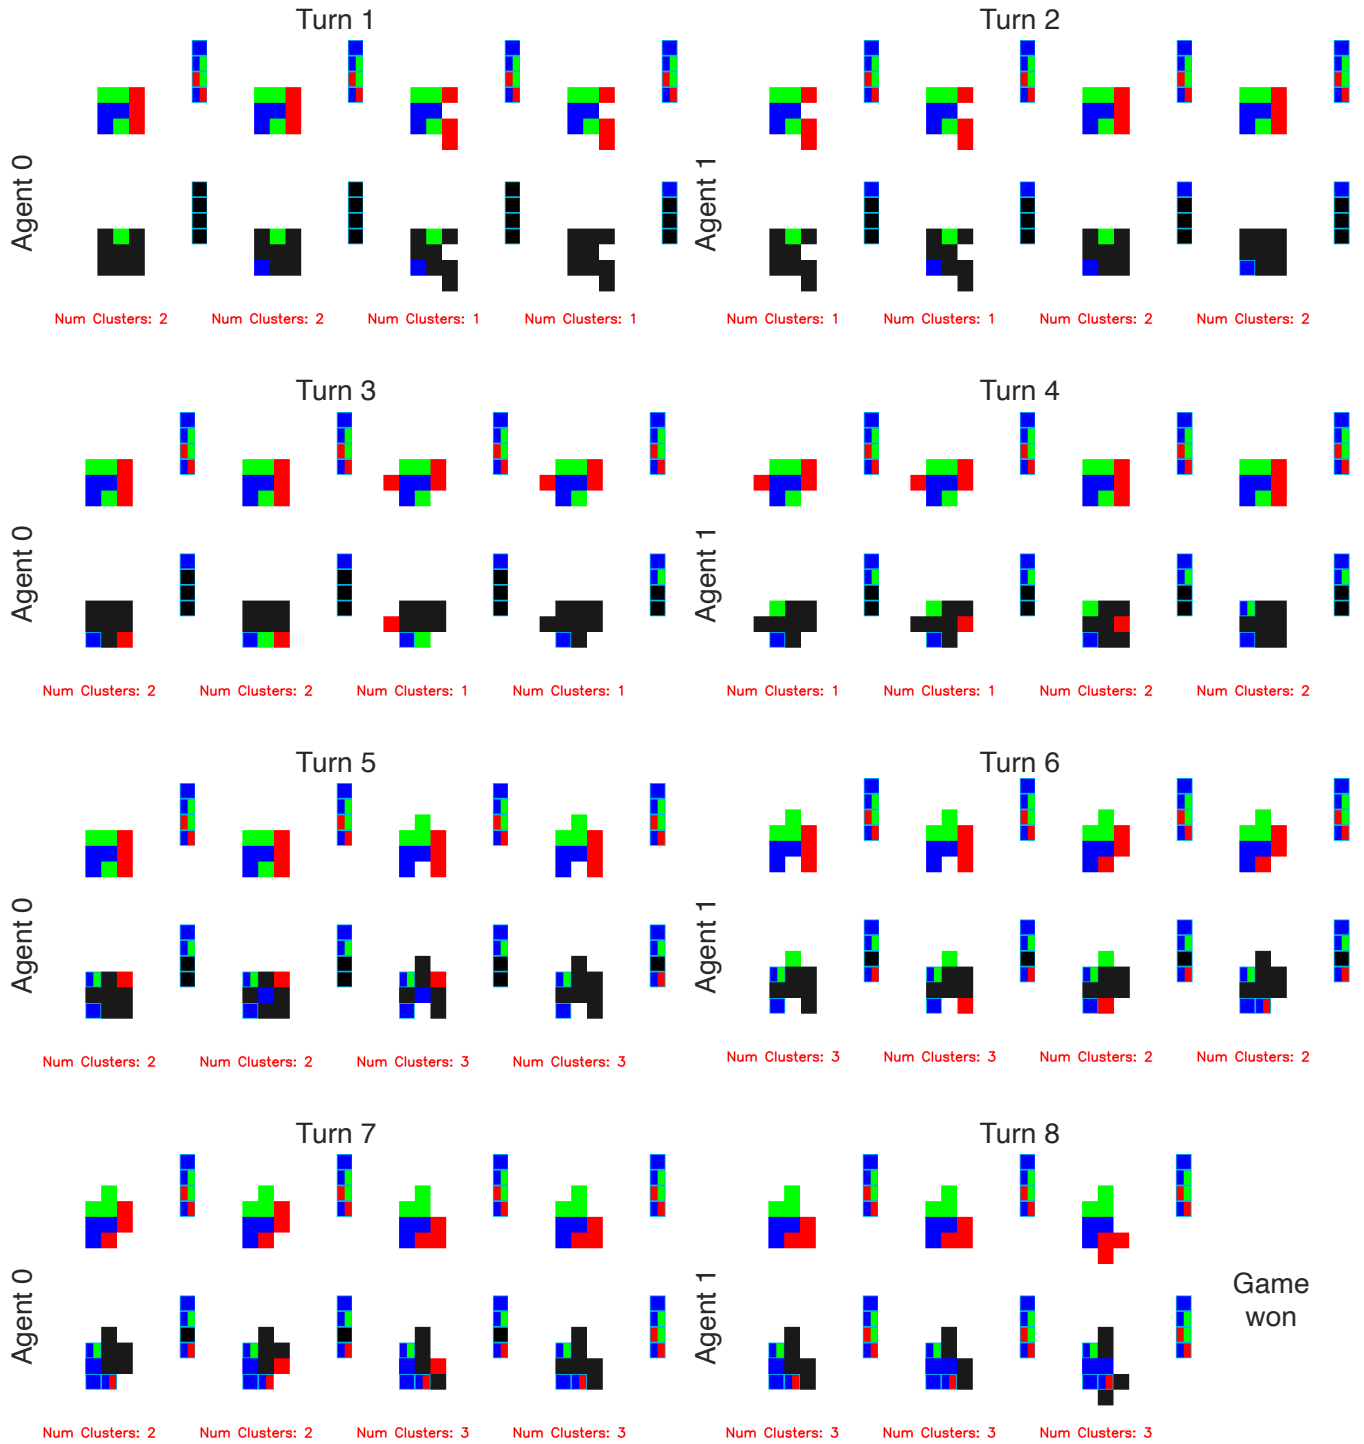 Turn 1
Turn 2
Agent 0
Agent 1
Num Clusters: 2
Num Clusters: 2
Num Clusters: 1
Num Clusters: 1
Num Clusters: 1
Num Clusters: 1
Num Clusters: 2
Num Clusters: 2
Turn 3
Turn 4
Agent 0
Agent 1
Num Clusters: 2
Num Clusters: 2
Num Clusters: 1
Num Clusters: 1
Num Clusters: 1
Num Clusters: 1
Num Clusters: 2
Num Clusters: 2
Turn 5
Turn 6
Agent 0
Agent 1
Num Clusters: 2
Num Clusters: 2
Num Clusters: 3
Num Clusters: 3
Num Clusters: 3
Num Clusters: 3
Num Clusters: 2
Num Clusters: 2
Turn 7
Turn 8
Agent 0
Agent 1
Game
won
Num Clusters: 2
Num Clusters: 2
Num Clusters: 3
Num Clusters: 3
Num Clusters: 3
Num Clusters: 3
Num Clusters: 3